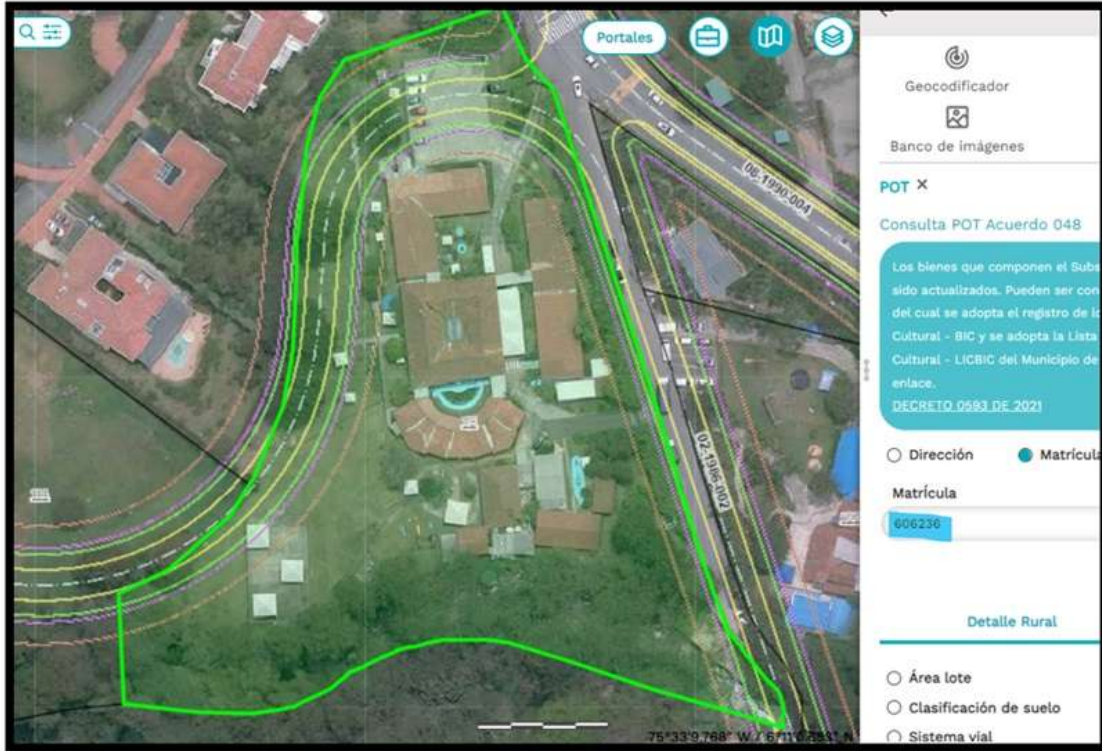 Portales
Geocodificador
Banco de imágenes
POT ×
Consulta POT Acuerdo 048
Los bienes que componen el Subs
sido actualizados. Pueden ser con
del cual se adopta el registro de lo
Cultural - BIC y se adopta la Lista
Cultural - LICBIC del Municipio de
enlace.
DECRETO 0593 DE 2021
Dirección
Matrícula
Matrícula
606236
Detalle Rural
Área lote
Clasificación de suelo
Sistema vial
08-1990-004
02-1986-002